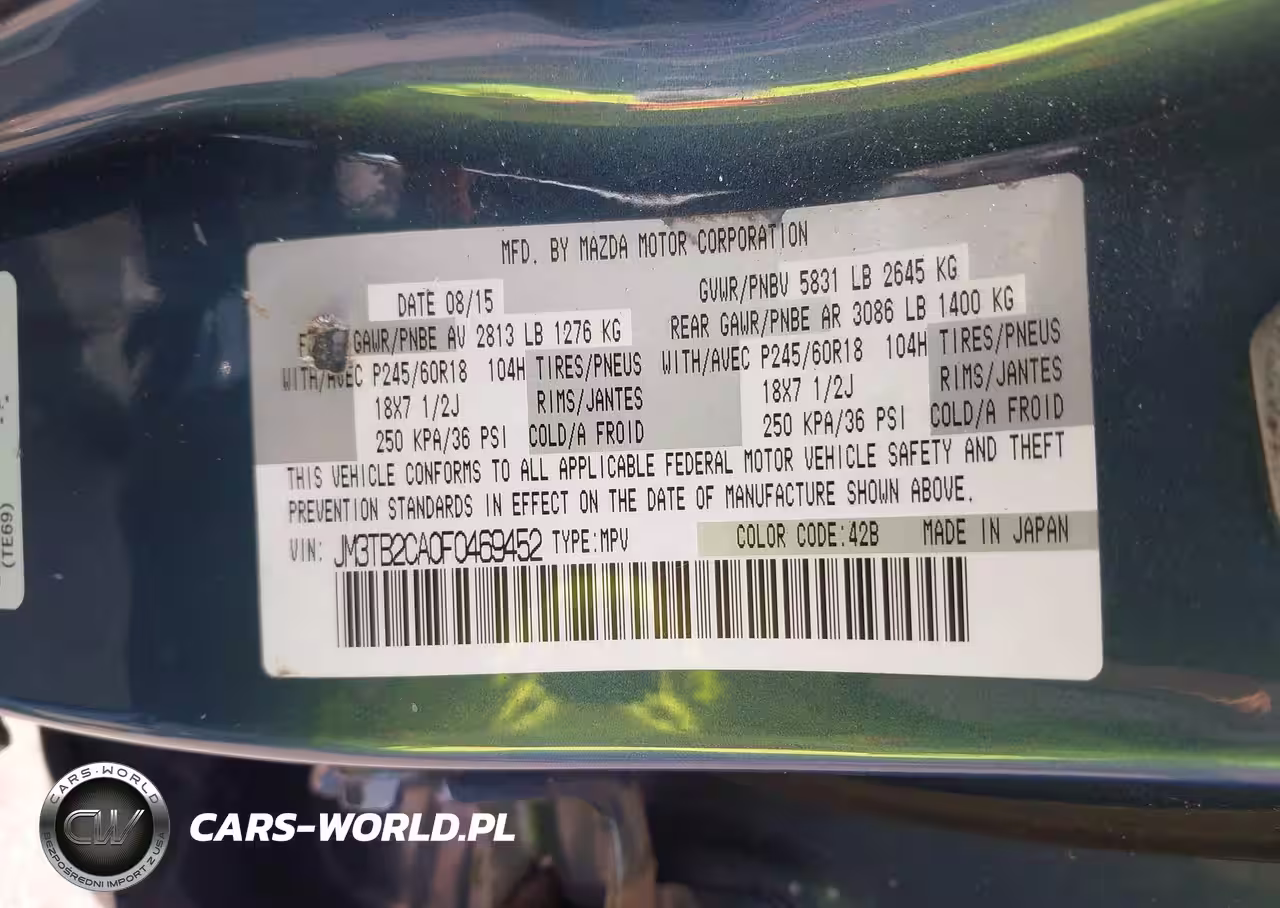 MFD. BY MAZDA MOTOR CORPORATION
DATE 08/15
GVWR/PNBV 5831 LB 2645 KG
GAWR/PNBE AV 2813 LB 1276 KG
REAR GAWR/PNBE AR 3086 LB 1400 KG
WITH/AVEC P245/60R18 104H TIRES/PNEUS
WITH/AVEC P245/60R18 104H TIRES/PNEUS
18X7 1/2J RIMS/JANTES
18X7 1/2J RIMS/JANTES
250 KPA/36 PSI COLD/A FROID
250 KPA/36 PSI COLD/A FROID
THIS VEHICLE CONFORMS TO ALL APPLICABLE FEDERAL MOTOR VEHICLE SAFETY AND THEFT
PREVENTION STANDARDS IN EFFECT ON THE DATE OF MANUFACTURE SHOWN ABOVE.
VIN: JM3TB2CA0F0469452 TYPE:MPV COLOR CODE:42B MADE IN JAPAN
(TE69)
CARS-WORLD
CW
BEZPOŚREDNI IMPORT Z USA
CARS-WORLD.PL